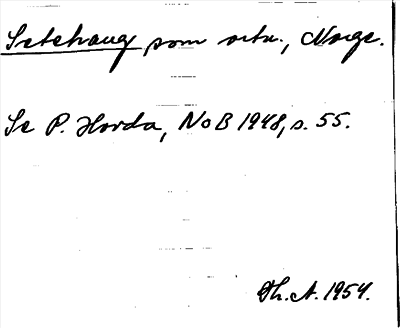 Setehaug som ortn., Norge.
Se P. Hovda, NoB 1948, s. 55.
Th. A. 1954.